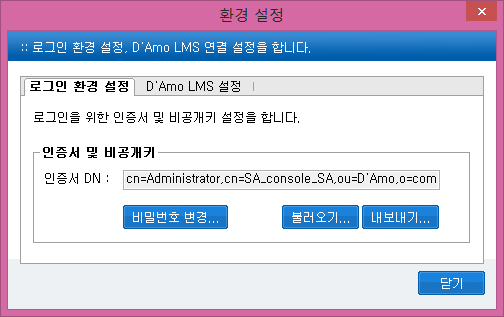 환경 설정
:: 로그인 환경 설정, D'Amo LMS 연결 설정을 합니다.
로그인 환경 설정 D'Amo LMS 설정
로그인을 위한 인증서 및 비공개키 설정을 합니다.
인증서 및 비공개키
인증서 DN : cn=Administrator,cn=SA_console_SA,ou=D'Amo,o=com
비밀번호 변경... 불러오기... 내보내기...
닫기